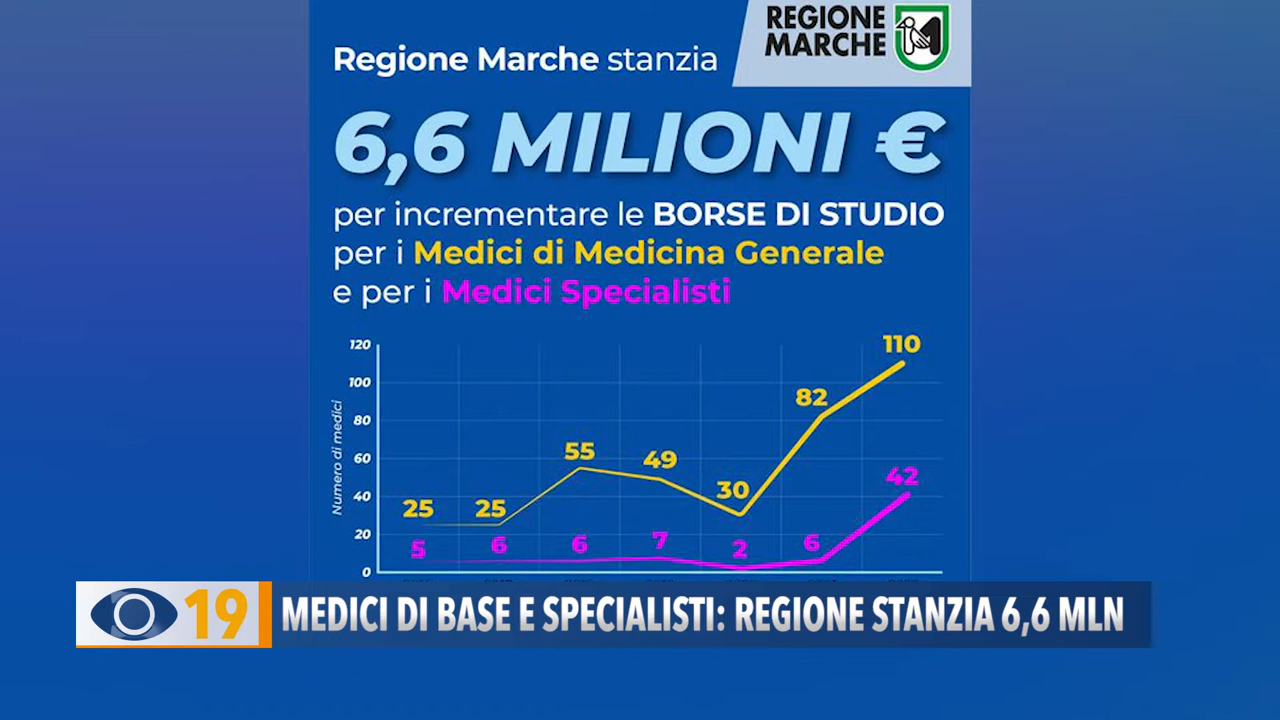 REGIONE
MARCHE
Regione Marche stanzia
6,6 MILIONI €
per incrementare le BORSE DI STUDIO
per i Medici di Medicina Generale
e per i Medici Specialisti
120
100
80
60
40
20
0
Numero di medici
25 25 55 49 30 82 110
5 6 6 7 2 6 42
19 MEDICI DI BASE E SPECIALISTI: REGIONE STANZIA 6,6 MLN